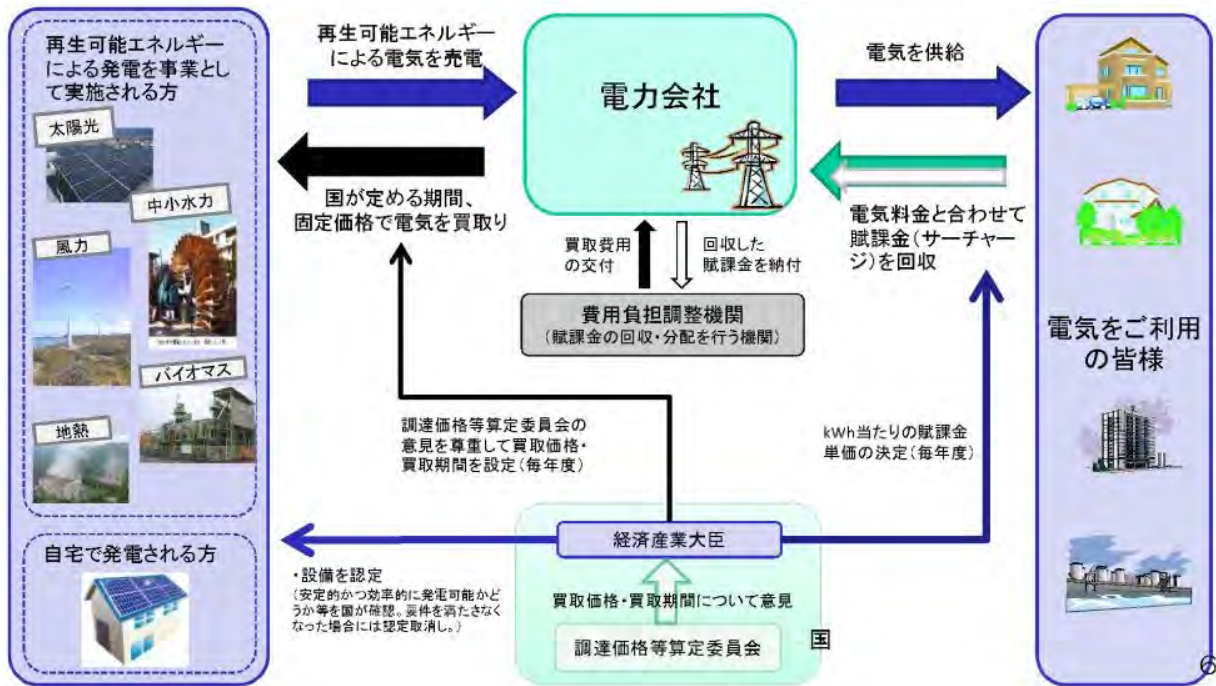 再生可能エネルギー
による発電を事業とし
て実施される方
太陽光
中小水力
風力
バイオマス
地熱
自宅で発電される方
再生可能エネルギー
による電気を売電
国が定める期間、
固定価格で電気を買取り
電力会社
買取費用
の交付
回収した
賦課金を納付
費用負担調整機関
(賦課金の回収・分配を行う機関)
電気を供給
電気料金と合わせて
賦課金(サーチャー
ジ)を回収
電気をご利用
の皆様
調達価格等算定委員会の
意見を尊重して買取価格・
買取期間を設定(毎年度)
kWh当たりの賦課金
単価の決定(毎年度)
経済産業大臣
・設備を認定
(安定的かつ効率的に発電可能かど
うか等を国が確認。要件を満たさなく
なった場合には認定取消し。)
買取価格・買取期間について意見
調達価格等算定委員会
国
6